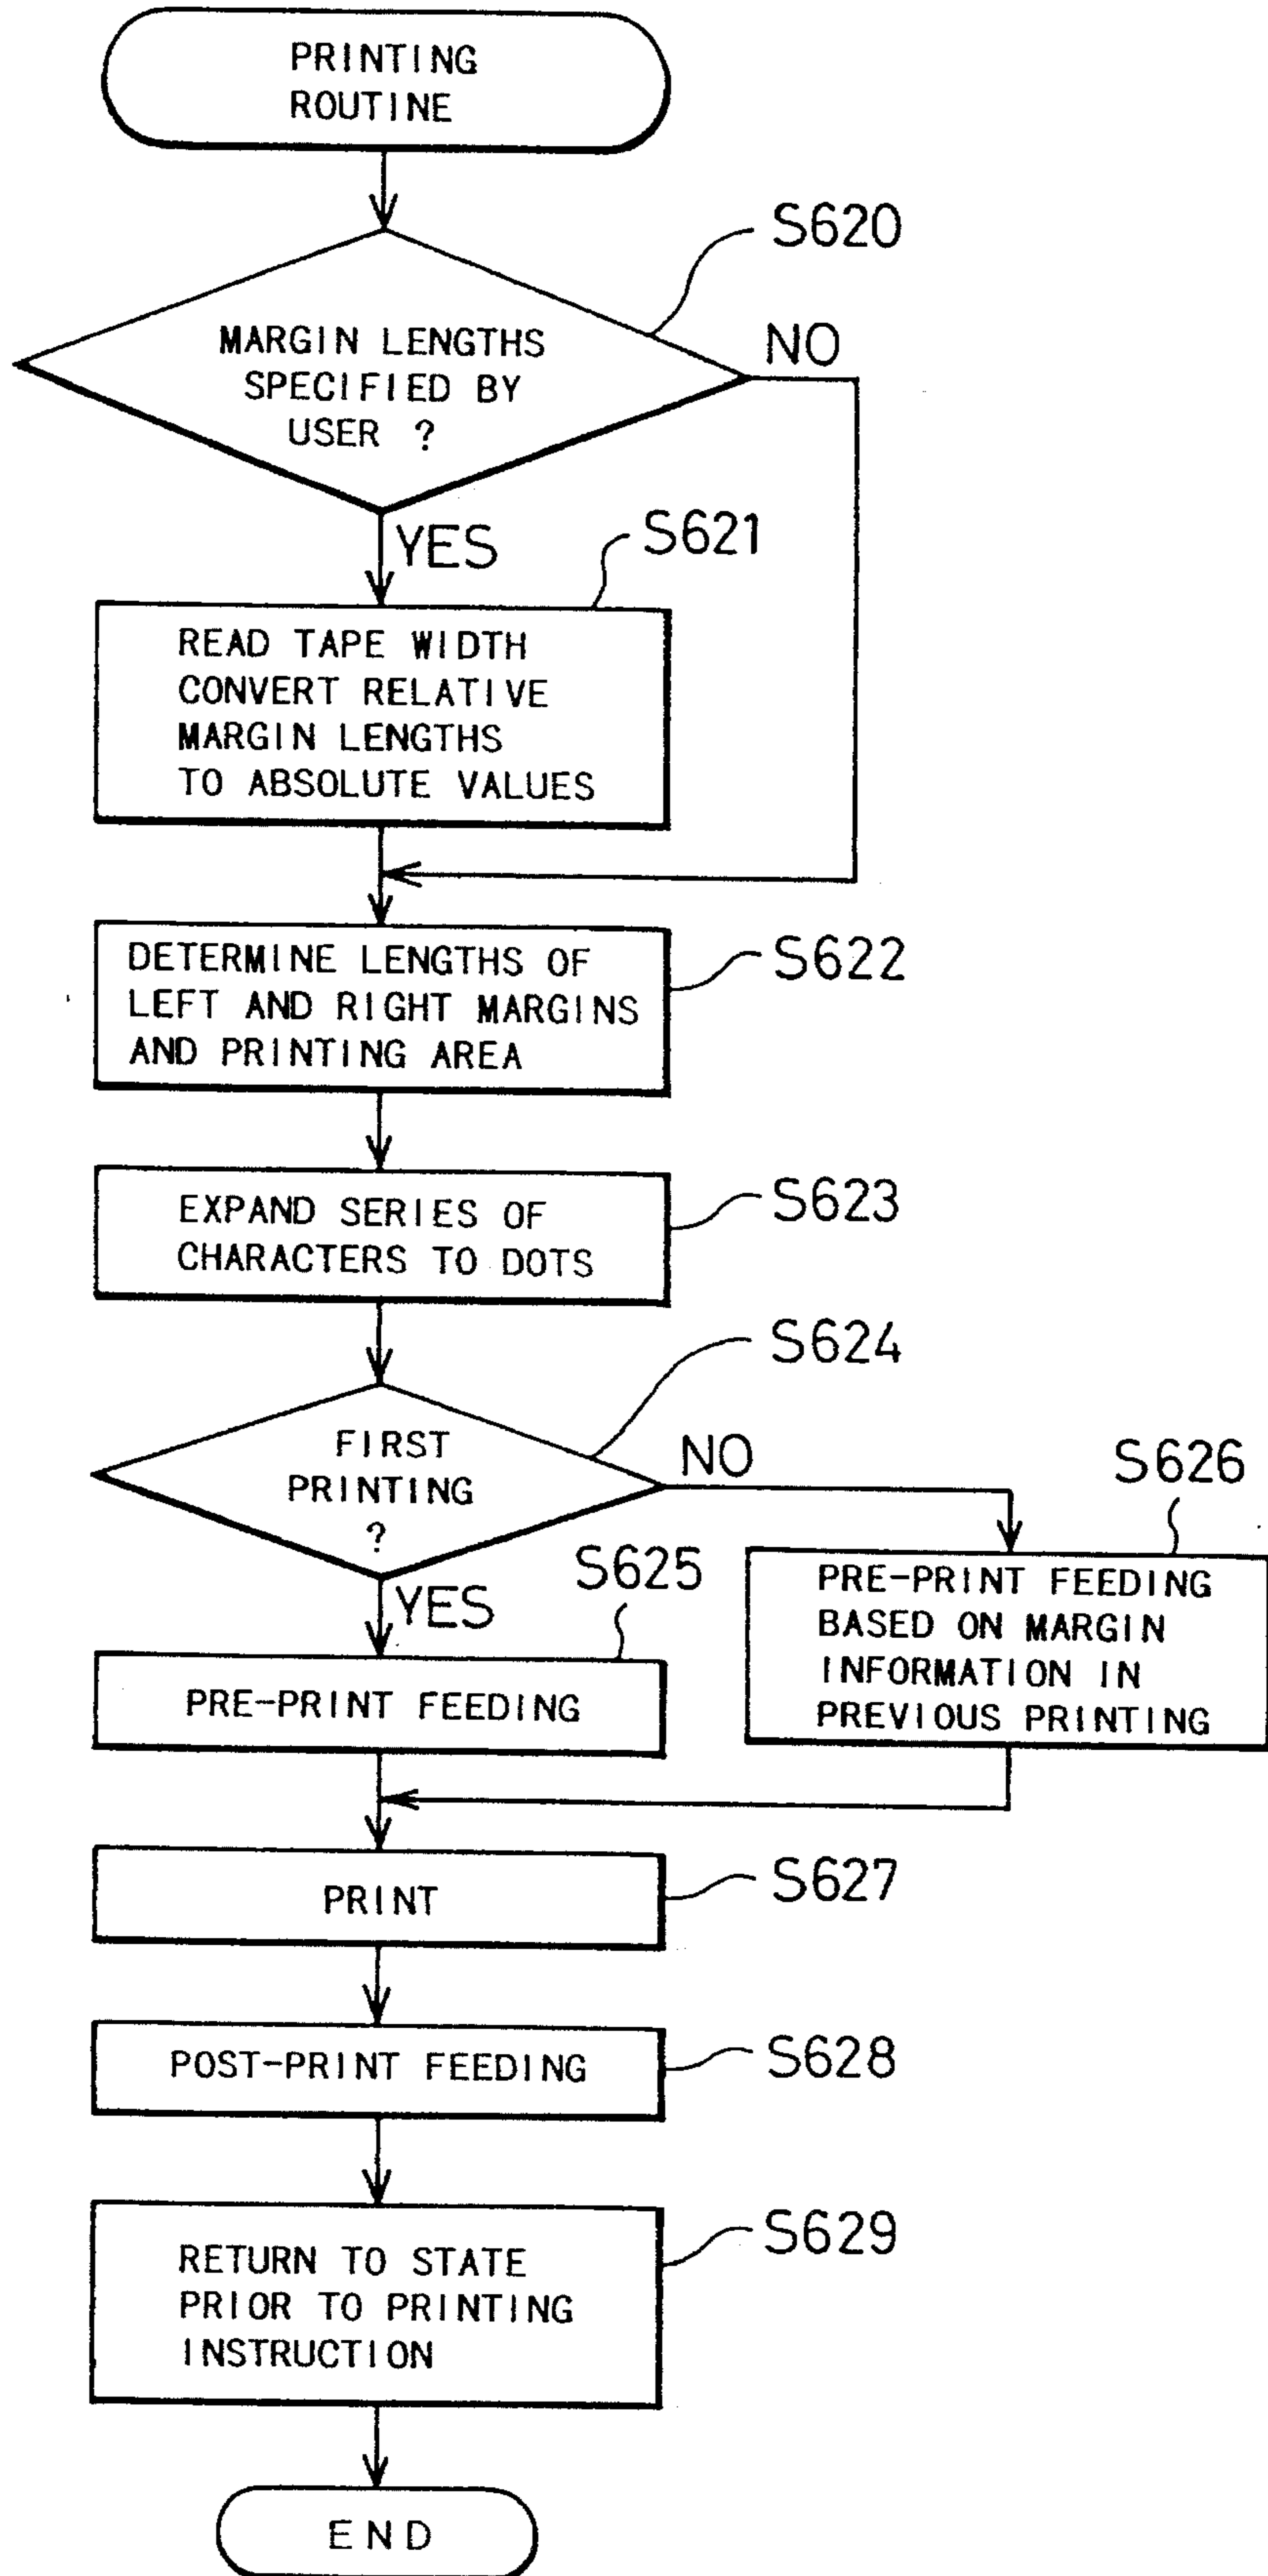 PRINTING
ROUTINE
S620
MARGIN LENGTHS
SPECIFIED BY
USER ?
NO
YES
S621
READ TAPE WIDTH
CONVERT RELATIVE
MARGIN LENGTHS
TO ABSOLUTE VALUES
DETERMINE LENGTHS OF
LEFT AND RIGHT MARGINS
AND PRINTING AREA
S622
EXPAND SERIES OF
CHARACTERS TO DOTS
S623
S624
FIRST
PRINTING
?
NO
YES
S625
S626
PRE-PRINT FEEDING
PRE-PRINT FEEDING
BASED ON MARGIN
INFORMATION IN
PREVIOUS PRINTING
PRINT
S627
POST-PRINT FEEDING
S628
RETURN TO STATE
PRIOR TO PRINTING
INSTRUCTION
S629
END